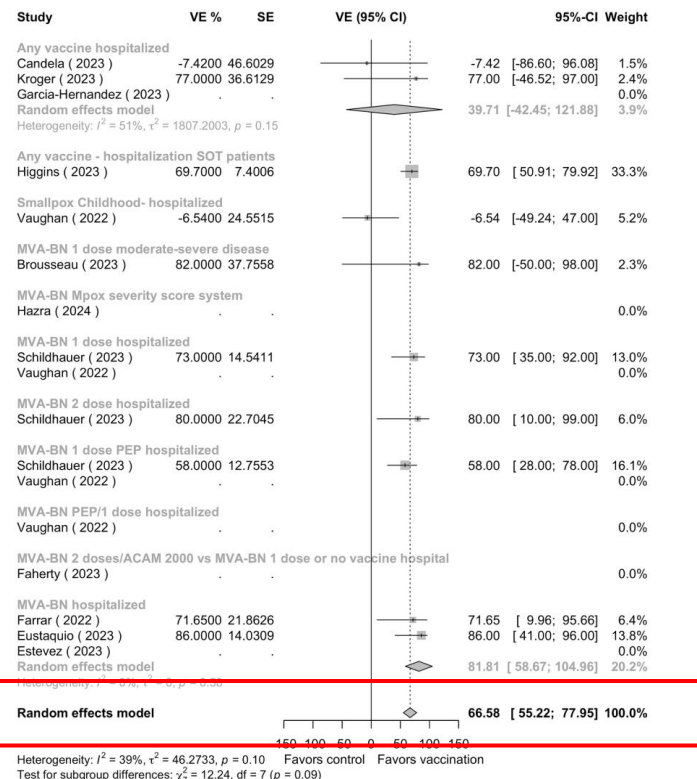 Study VE % SE VE (95% CI) 95%-CI Weight
Any vaccine hospitalized
Candela ( 2023 ) -7.4200 46.6029 -7.42 [-86.60; 96.08] 1.5%
Kroger ( 2023 ) 77.0000 36.6129 77.00 [-46.52; 97.00] 2.4%
Garcia-Hernandez ( 2023 ) . . 0.0%
Random effects model 39.71 [-42.45; 121.88] 3.9%
Heterogeneity: I² = 51%, τ² = 1807.2003, p = 0.15
Any vaccine - hospitalization SOT patients
Higgins ( 2023 ) 69.7000 7.4006 69.70 [ 50.91; 79.92] 33.3%
Smallpox Childhood- hospitalized
Vaughan ( 2022 ) -6.5400 24.5515 -6.54 [-49.24; 47.00] 5.2%
MVA-BN 1 dose moderate-severe disease
Brousseau ( 2023 ) 82.0000 37.7558 82.00 [-50.00; 98.00] 2.3%
MVA-BN Mpox severity score system
Hazra ( 2024 ) . . 0.0%
MVA-BN 1 dose hospitalized
Schildhauer ( 2023 ) 73.0000 14.5411 73.00 [ 35.00; 92.00] 13.0%
Vaughan ( 2022 ) . . 0.0%
MVA-BN 2 dose hospitalized
Schildhauer ( 2023 ) 80.0000 22.7045 80.00 [ 10.00; 99.00] 6.0%
MVA-BN 1 dose PEP hospitalized
Schildhauer ( 2023 ) 58.0000 12.7553 58.00 [ 28.00; 78.00] 16.1%
Vaughan ( 2022 ) . . 0.0%
MVA-BN PEP/1 dose hospitalized
Vaughan ( 2022 ) . . 0.0%
MVA-BN 2 doses/ACAM 2000 vs MVA-BN 1 dose or no vaccine hospital
Faherty ( 2023 ) . . 0.0%
MVA-BN hospitalized
Farrar ( 2022 ) 71.6500 21.8626 71.65 [ 9.96; 95.66] 6.4%
Eustaquio ( 2023 ) 86.0000 14.0309 86.00 [ 41.00; 96.00] 13.8%
Estevez ( 2023 ) . . 0.0%
Random effects model 81.81 [ 58.67; 104.96] 20.2%
Random effects model 66.58 [ 55.22; 77.95] 100.0%
-150 -100 -50 0 50 100 150
Heterogeneity: I² = 39%, τ² = 46.2733, p = 0.10 Favors control Favors vaccination
Test for subgroup differences: χ²₇ = 12.24, df = 7 (p = 0.09)